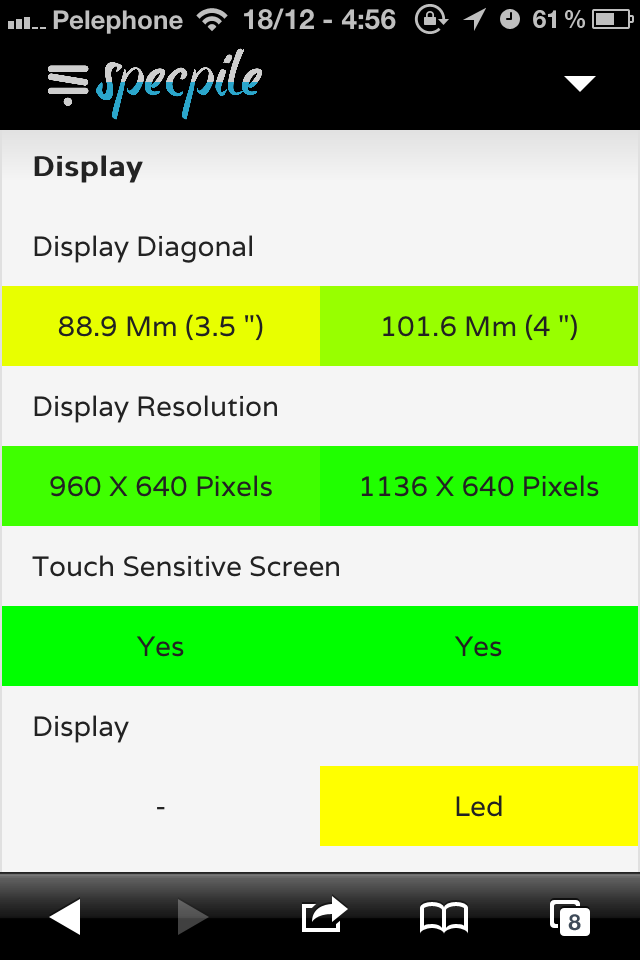 Pelephone 18/12 - 4:56 61 %
specpile
Display
Display Diagonal
88.9 Mm (3.5 ") 101.6 Mm (4 ")
Display Resolution
960 X 640 Pixels 1136 X 640 Pixels
Touch Sensitive Screen
Yes Yes
Display
- Led
8